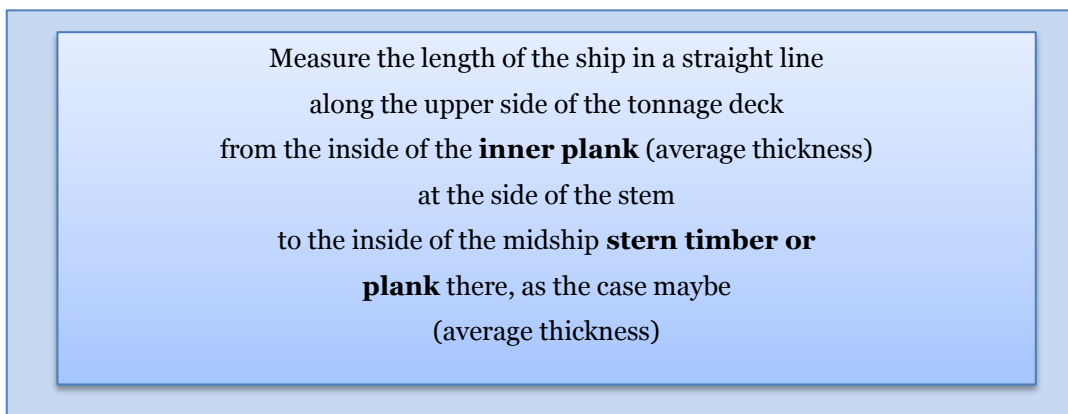 Measure the length of the ship in a straight line
along the upper side of the tonnage deck
from the inside of the inner plank (average thickness)
at the side of the stem
to the inside of the midship stern timber or
plank there, as the case maybe
(average thickness)